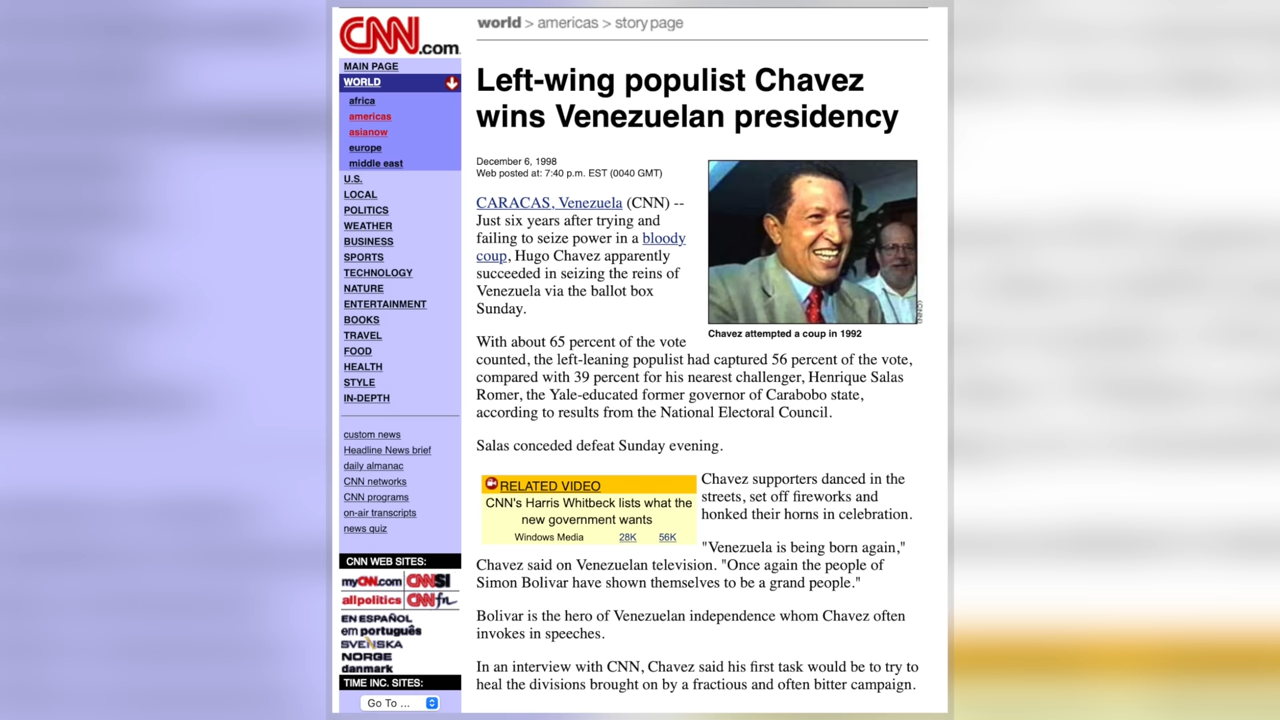 CNN.com
MAIN PAGE
WORLD
africa
americas
asianow
europe
middle east
U.S.
LOCAL
POLITICS
WEATHER
BUSINESS
SPORTS
TECHNOLOGY
NATURE
ENTERTAINMENT
BOOKS
TRAVEL
FOOD
HEALTH
STYLE
IN-DEPTH
custom news
Headline News brief
daily almanac
CNN networks
CNN programs
on-air transcripts
news quiz
CNN WEB SITES:
myCNN.com CNNSI
allpolitics CNNfn
EN ESPAÑOL
em português
SVENSKA
NORGE
danmark
TIME INC. SITES:
Go To ...
world > americas > story page
Left-wing populist Chavez
wins Venezuelan presidency
December 6, 1998
Web posted at: 7:40 p.m. EST (0040 GMT)
CARACAS, Venezuela (CNN) --
Just six years after trying and
failing to seize power in a bloody
coup, Hugo Chavez apparently
succeeded in seizing the reins of
Venezuela via the ballot box
Sunday.
Chavez attempted a coup in 1992
With about 65 percent of the vote
counted, the left-leaning populist had captured 56 percent of the vote,
compared with 39 percent for his nearest challenger, Henrique Salas
Romer, the Yale-educated former governor of Carabobo state,
according to results from the National Electoral Council.
Salas conceded defeat Sunday evening.
RELATED VIDEO
CNN's Harris Whitbeck lists what the
new government wants
Windows Media 28K 56K
Chavez supporters danced in the
streets, set off fireworks and
honked their horns in celebration.
"Venezuela is being born again,"
Chavez said on Venezuelan television. "Once again the people of
Simon Bolivar have shown themselves to be a grand people."
Bolivar is the hero of Venezuelan independence whom Chavez often
invokes in speeches.
In an interview with CNN, Chavez said his first task would be to try to
heal the divisions brought on by a fractious and often bitter campaign.